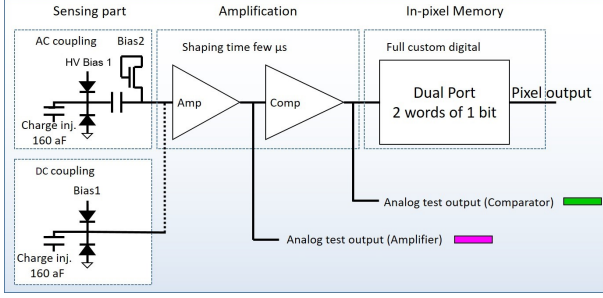 Sensing part
Amplification
In-pixel Memory
AC coupling
Bias2
HV Bias 1
Charge inj.
160 aF
Shaping time few µs
Amp
Comp
Full custom digital
Dual Port
2 words of 1 bit
Pixel output
DC coupling
Bias1
Charge inj.
160 aF
Analog test output (Comparator)
Analog test output (Amplifier)